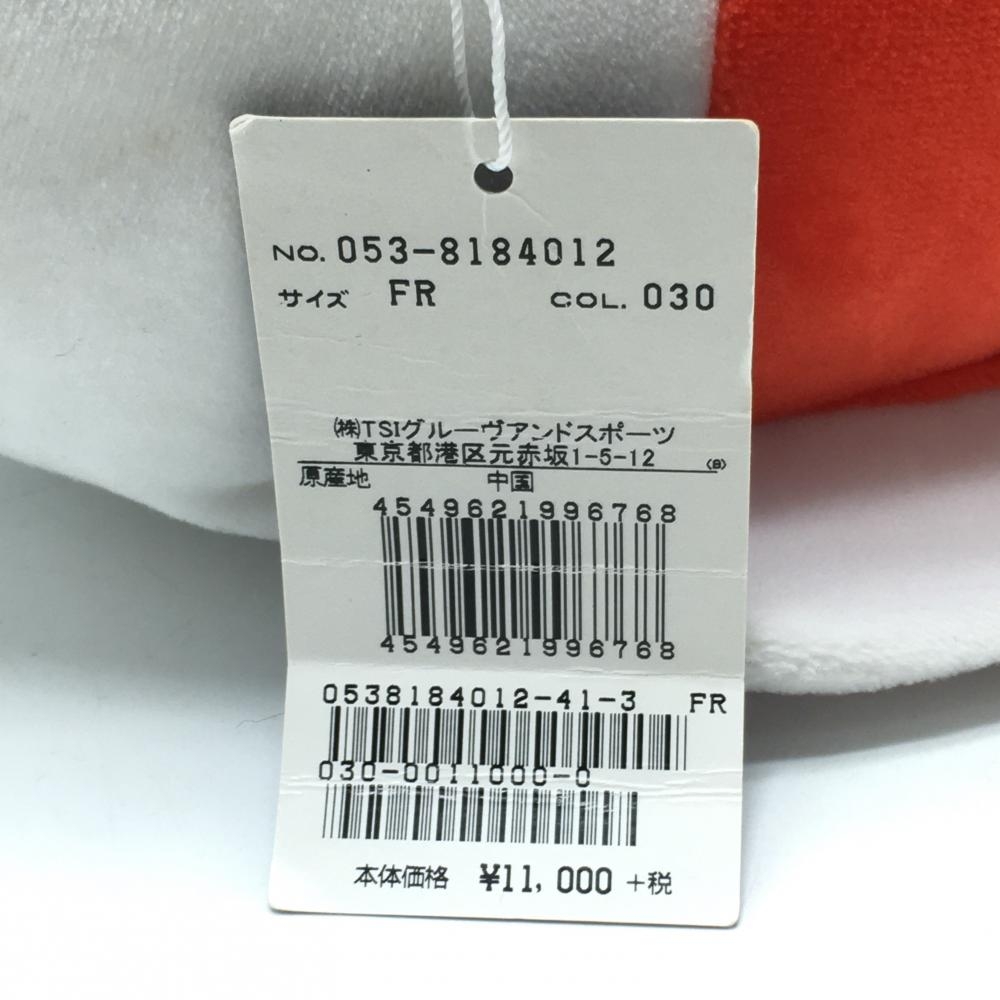 NO. 053-8184012
サイズ FR COL. 030
㈱TSIグルーヴアンドスポーツ
東京都港区元赤坂1-5-12 (8)
原産地 中国
4549621996768
4549621996768
0538184012-41-3 FR
030-0011000-0
本体価格 ¥11,000 +税